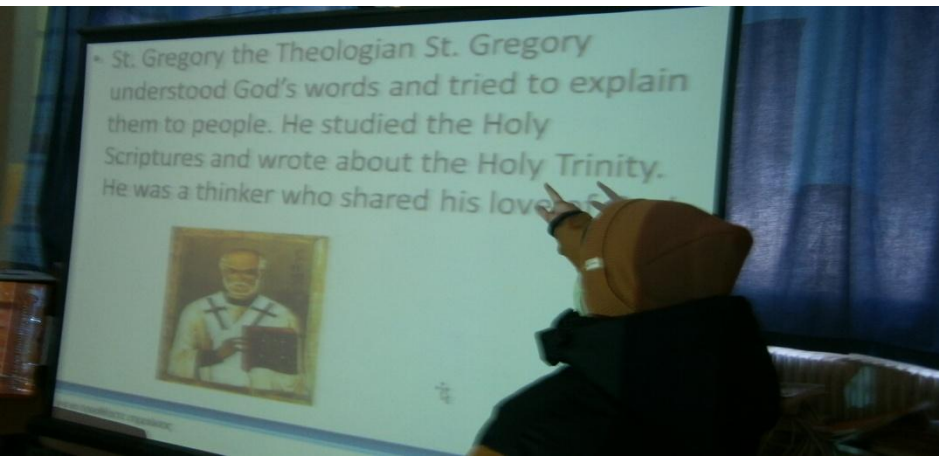 • St. Gregory the Theologian St. Gregory
understood God's words and tried to explain
them to people. He studied the Holy
Scriptures and wrote about the Holy Trinity.
He was a thinker who shared his love